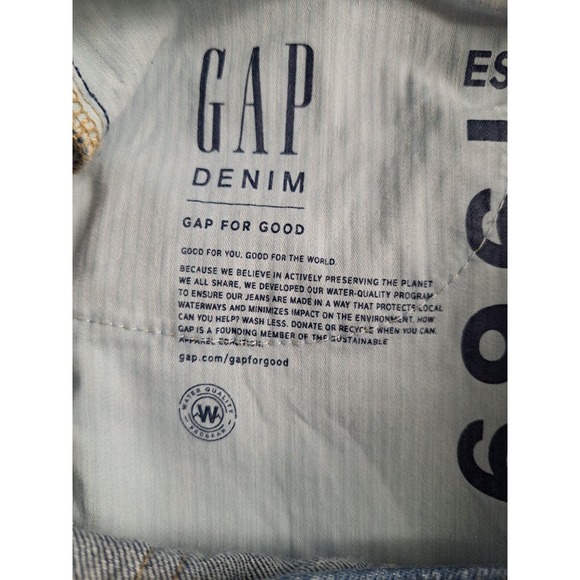 GAP
DENIM
GAP FOR GOOD
GOOD FOR YOU. GOOD FOR THE WORLD.
BECAUSE WE BELIEVE IN ACTIVELY PRESERVING THE PLANET
WE ALL SHARE, WE DEVELOPED OUR WATER-QUALITY PROGRAM
TO ENSURE OUR JEANS ARE MADE IN A WAY THAT PROTECTS LOCAL
WATERWAYS AND MINIMIZES IMPACT ON THE ENVIRONMENT. HOW
CAN YOU HELP? WASH LESS. DONATE OR RECYCLE WHEN YOU CAN.
GAP IS A FOUNDING MEMBER OF THE SUSTAINABLE
APPAREL COALITION.
gap.com/gapforgood
WATER QUALITY
W
PROGRAM
ES
1969